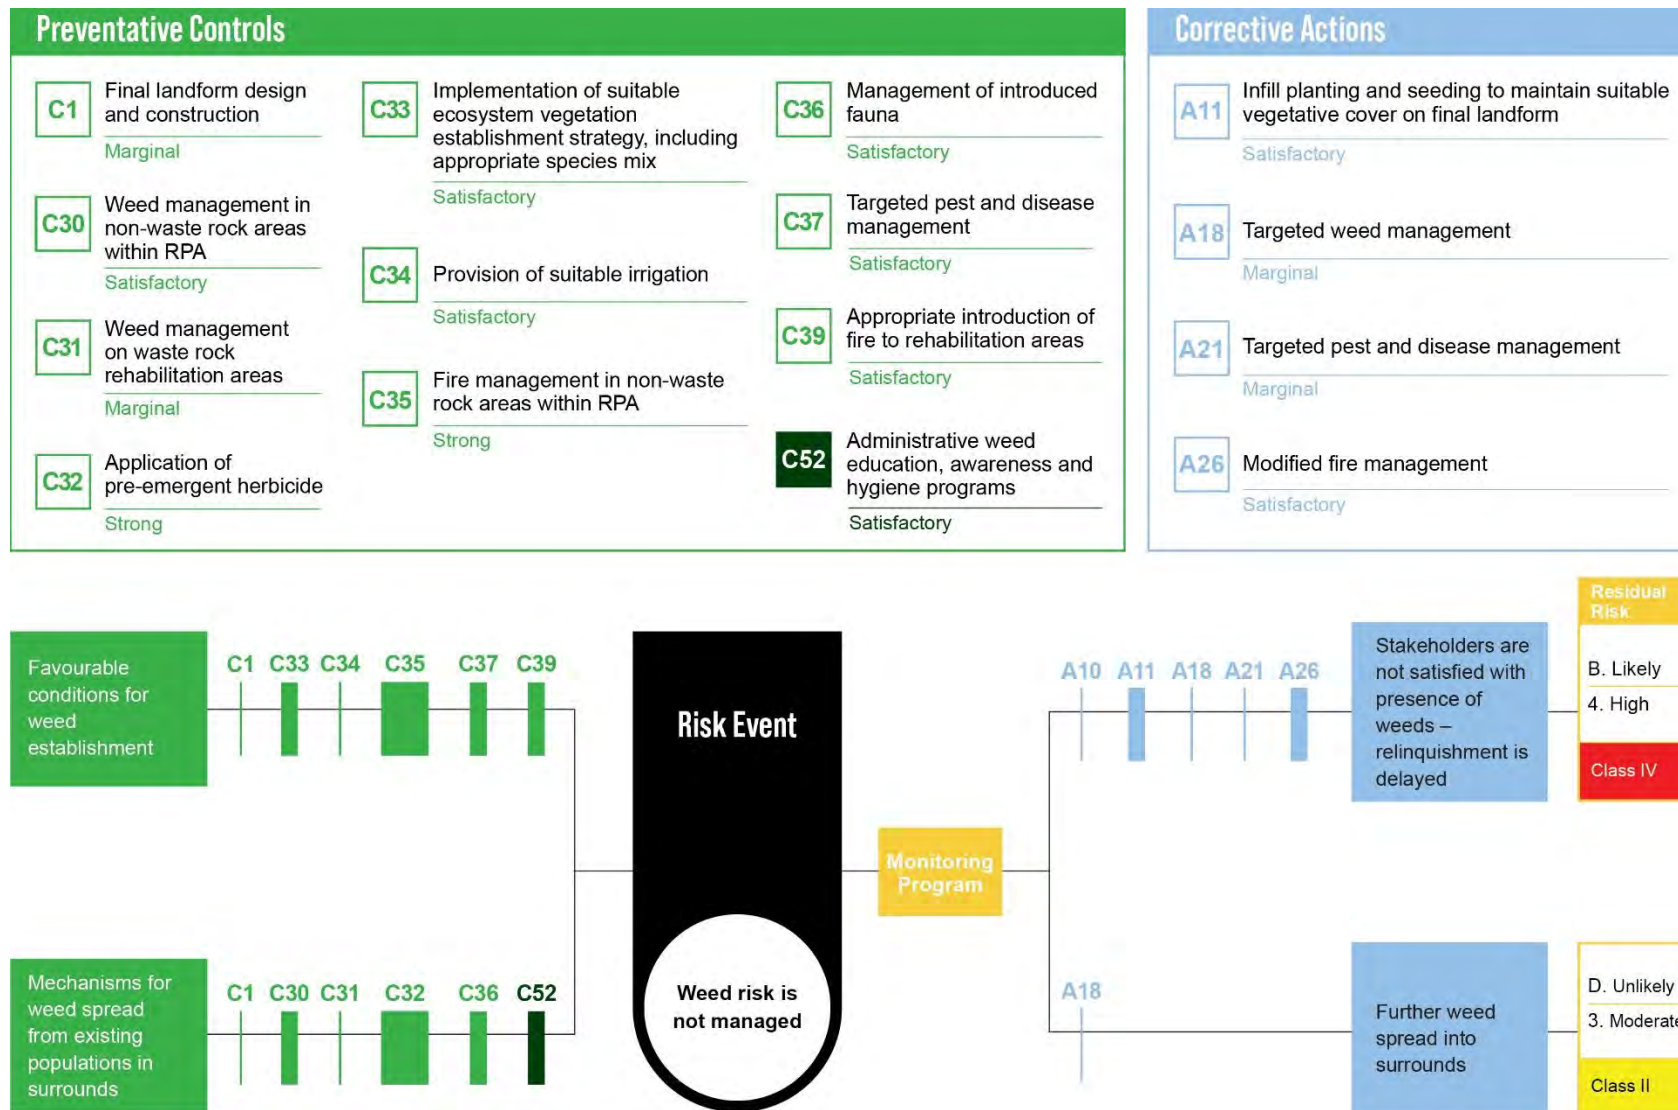 Preventative Controls
C1
Final landform design
and construction
Marginal
C30
Weed management in
non-waste rock areas
within RPA
Satisfactory
C31
Weed management
on waste rock
rehabilitation areas
Marginal
C32
Application of
pre-emergent herbicide
Strong
C33
Implementation of suitable
ecosystem vegetation
establishment strategy, including
appropriate species mix
Satisfactory
C34
Provision of suitable irrigation
Satisfactory
C35
Fire management in non-waste
rock areas within RPA
Strong
C36
Management of introduced
fauna
Satisfactory
C37
Targeted pest and disease
management
Satisfactory
C39
Appropriate introduction of
fire to rehabilitation areas
Satisfactory
C52
Administrative weed
education, awareness and
hygiene programs
Satisfactory
Corrective Actions
A11
Infill planting and seeding to maintain suitable
vegetative cover on final landform
Satisfactory
A18
Targeted weed management
Marginal
A21
Targeted pest and disease management
Marginal
A26
Modified fire management
Satisfactory
Favourable
conditions for
weed
establishment
C1 C33 C34 C35 C37 C39
Mechanisms for
weed spread
from existing
populations in
surrounds
C1 C30 C31 C32 C36 C52
Risk Event
Weed risk is
not managed
Monitoring
Program
A10 A11 A18 A21 A26
Stakeholders are
not satisfied with
presence of
weeds –
relinquishment is
delayed
Residual
Risk
B. Likely
4. High
Class IV
A18
Further weed
spread into
surrounds
D. Unlikely
3. Moderate
Class II